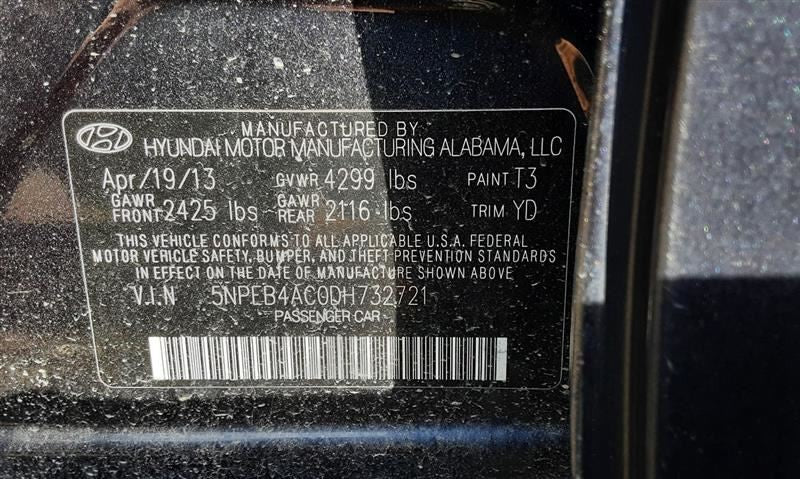 MANUFACTURED BY
HYUNDAI MOTOR MANUFACTURING ALABAMA, LLC
Apr/19/13 GVWR 4299 lbs PAINT T3
GAWR FRONT 2425 lbs GAWR REAR 2116 lbs TRIM YD
THIS VEHICLE CONFORMS TO ALL APPLICABLE U.S.A. FEDERAL
MOTOR VEHICLE SAFETY, BUMPER, AND THEFT PREVENTION STANDARDS
IN EFFECT ON THE DATE OF MANUFACTURE SHOWN ABOVE
V.I.N 5NPEB4AC0DH732721
PASSENGER CAR